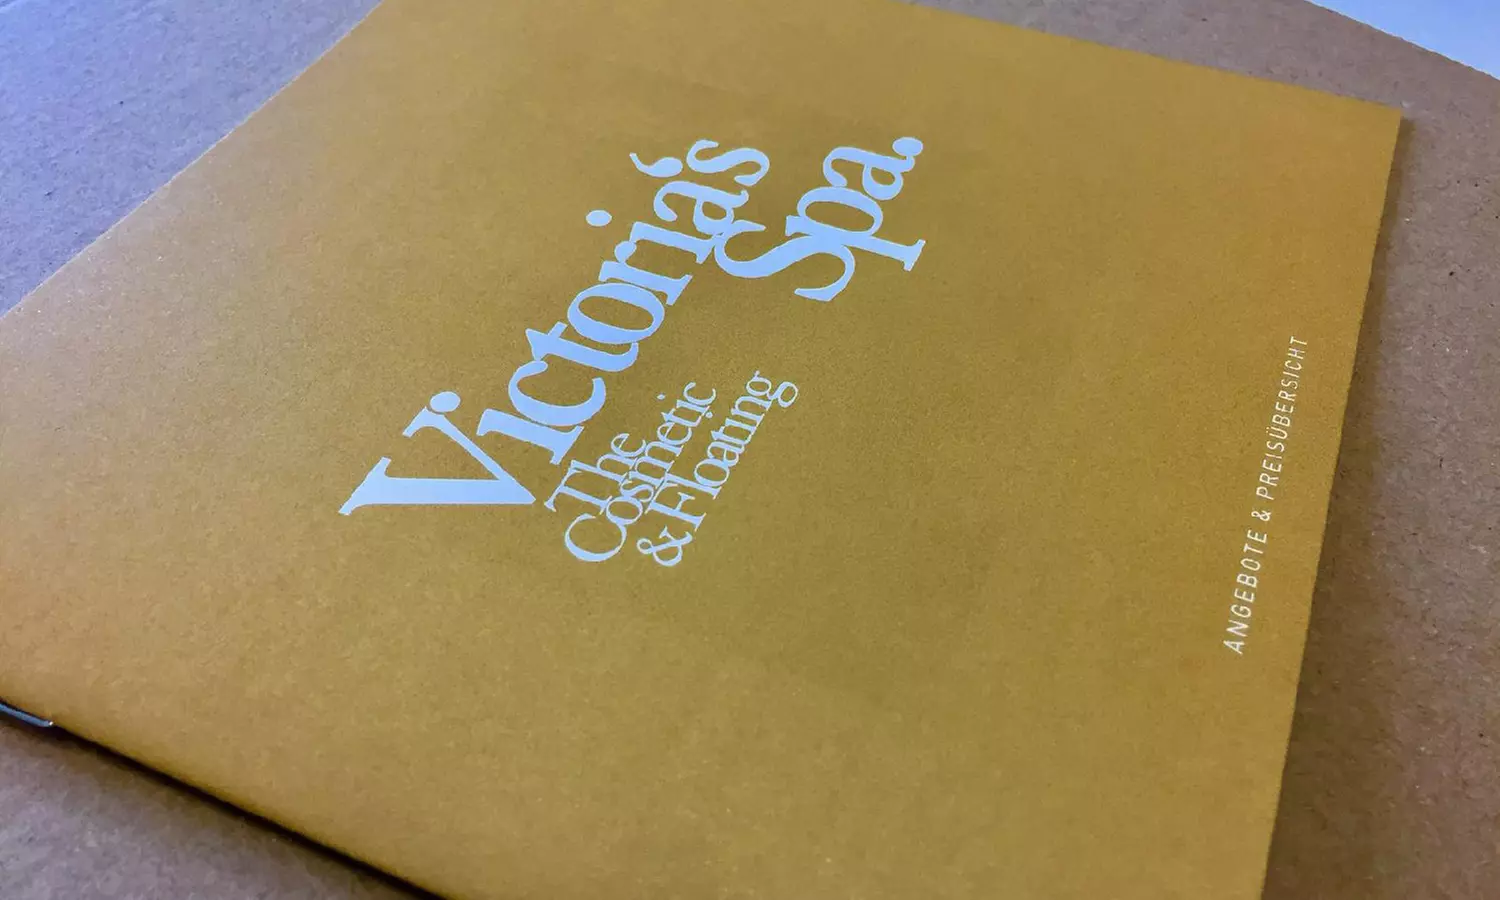 Victoria's
Spa.
The
Cosmetic
& Floating
ANGEBOTE & PREISÜBERSICHT